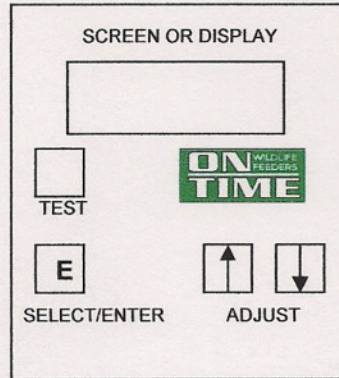 SCREEN OR DISPLAY
ON WILDLIFE FEEDERS
TIME
TEST
E
SELECT/ENTER
ADJUST